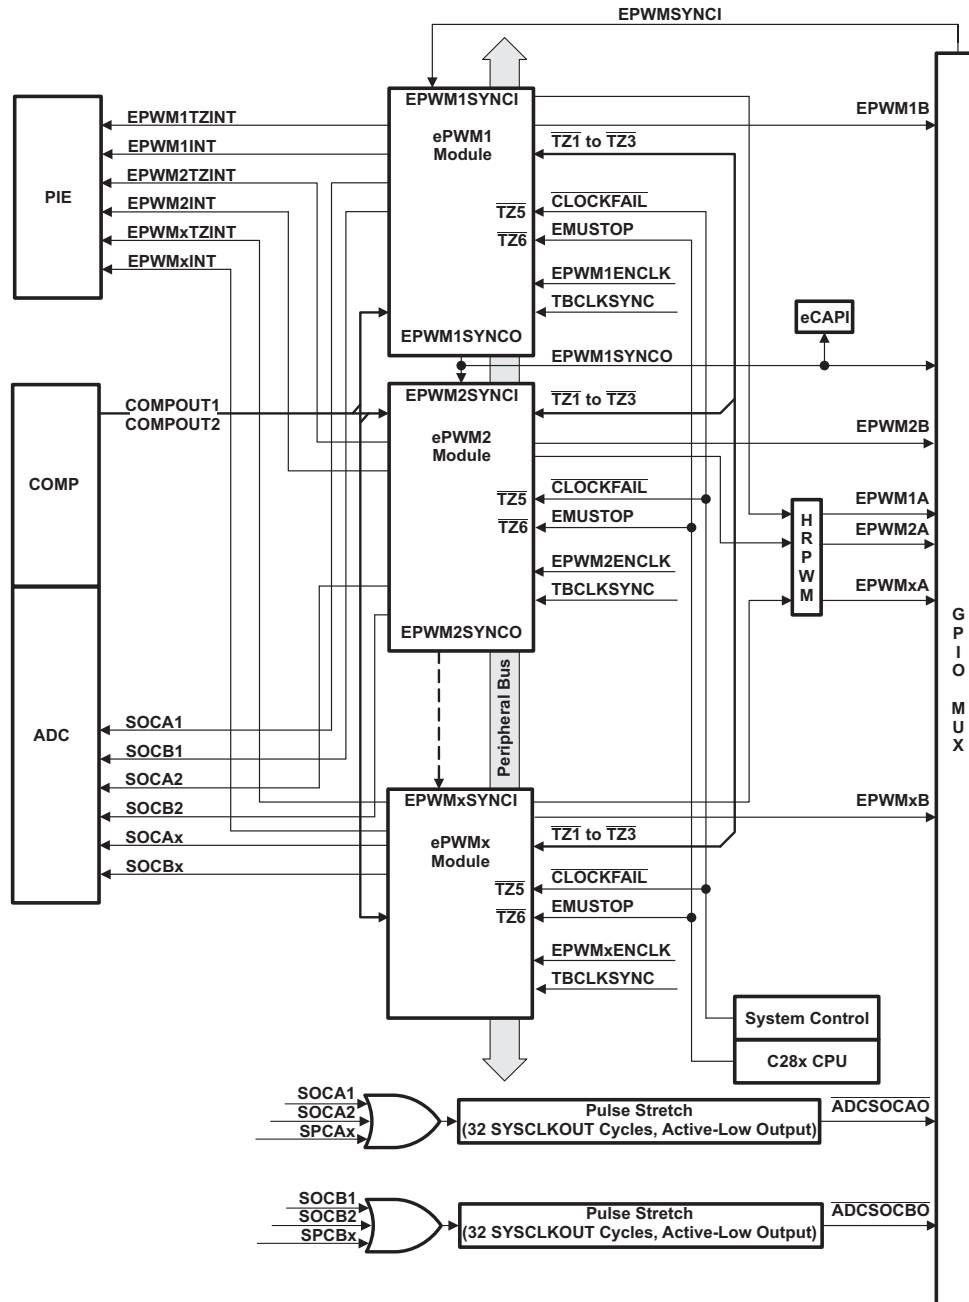 EPWMSYNCI
EPWM1SYNCI
EPWM1TZINT
EPWM1INT
EPWM2TZINT
EPWM2INT
EPWMxTZINT
EPWMxINT
PIE
ePWM1
Module
EPWM1B
TZ1 to TZ3
TZ5
CLOCKFAIL
TZ6
EMUSTOP
EPWM1ENCLK
TBCLKSYNC
EPWM1SYNCO
eCAPI
EPWM1SYNCO
EPWM2SYNCI
TZ1 to TZ3
COMPOUT1
COMPOUT2
COMP
ePWM2
Module
EPWM2B
TZ5
CLOCKFAIL
TZ6
EMUSTOP
EPWM2ENCLK
TBCLKSYNC
EPWM2SYNCO
HRPWM
EPWM1A
EPWM2A
EPWMxA
GPIO MUX
Peripheral Bus
ADC
SOCA1
SOCB1
SOCA2
SOCB2
SOCAx
SOCBx
EPWMxSYNCI
EPWMxB
ePWMx
Module
TZ1 to TZ3
TZ5
CLOCKFAIL
TZ6
EMUSTOP
EPWMxENCLK
TBCLKSYNC
System Control
C28x CPU
SOCA1
SOCA2
SPCAx
Pulse Stretch
(32 SYSCLKOUT Cycles, Active-Low Output)
ADCSOCAO
SOCB1
SOCB2
SPCBx
Pulse Stretch
(32 SYSCLKOUT Cycles, Active-Low Output)
ADCSOCBO